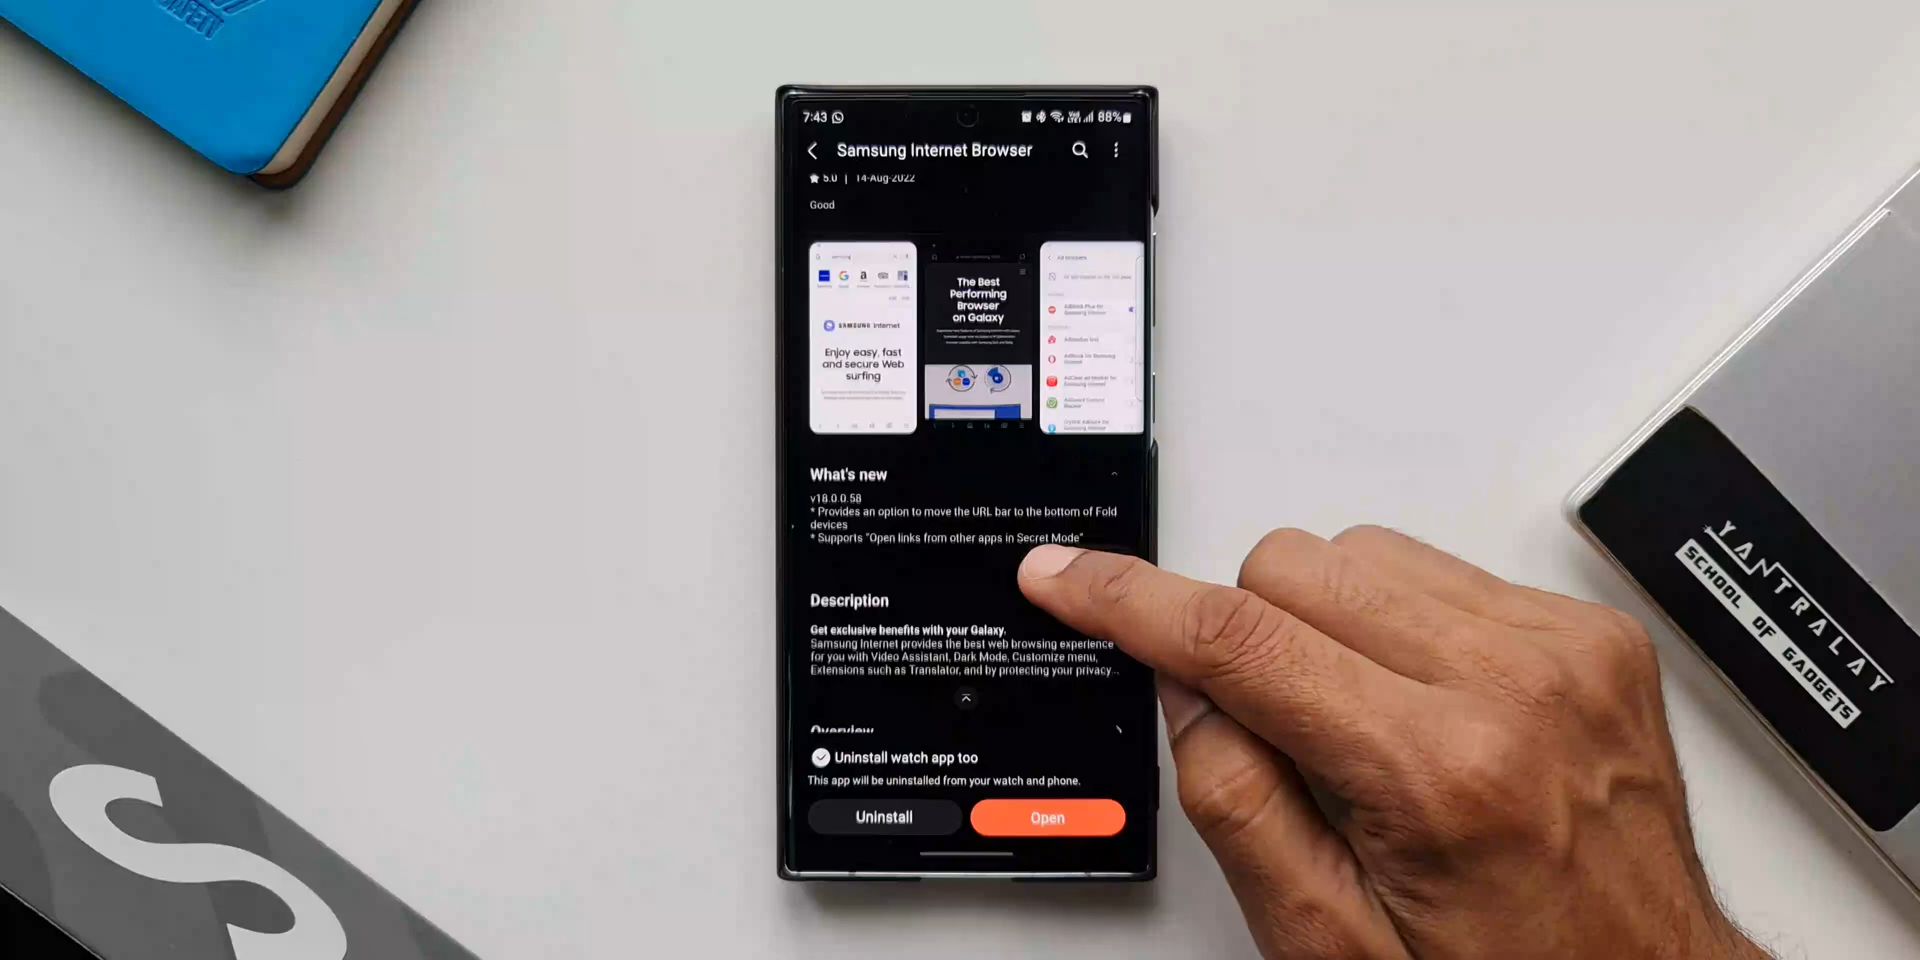 SAFETY
7:43
88%
Samsung Internet Browser
5.0 | 14-Aug-2022
Good
SAMSUNG Internet
Enjoy easy, fast
and secure Web
surfing
The Best
Performing
Browser
on Galaxy
Ad blockers
What's new
v18.0.0.58
* Provides an option to move the URL bar to the bottom of Fold
devices
* Supports "Open links from other apps in Secret Mode"
Description
Get exclusive benefits with your Galaxy.
Samsung Internet provides the best web browsing experience
for you with Video Assistant, Dark Mode, Customize menu,
Extensions such as Translator, and by protecting your privacy...
Overview
Uninstall watch app too
This app will be uninstalled from your watch and phone.
Uninstall
Open
YANTRALAY
SCHOOL OF GADGETS
S